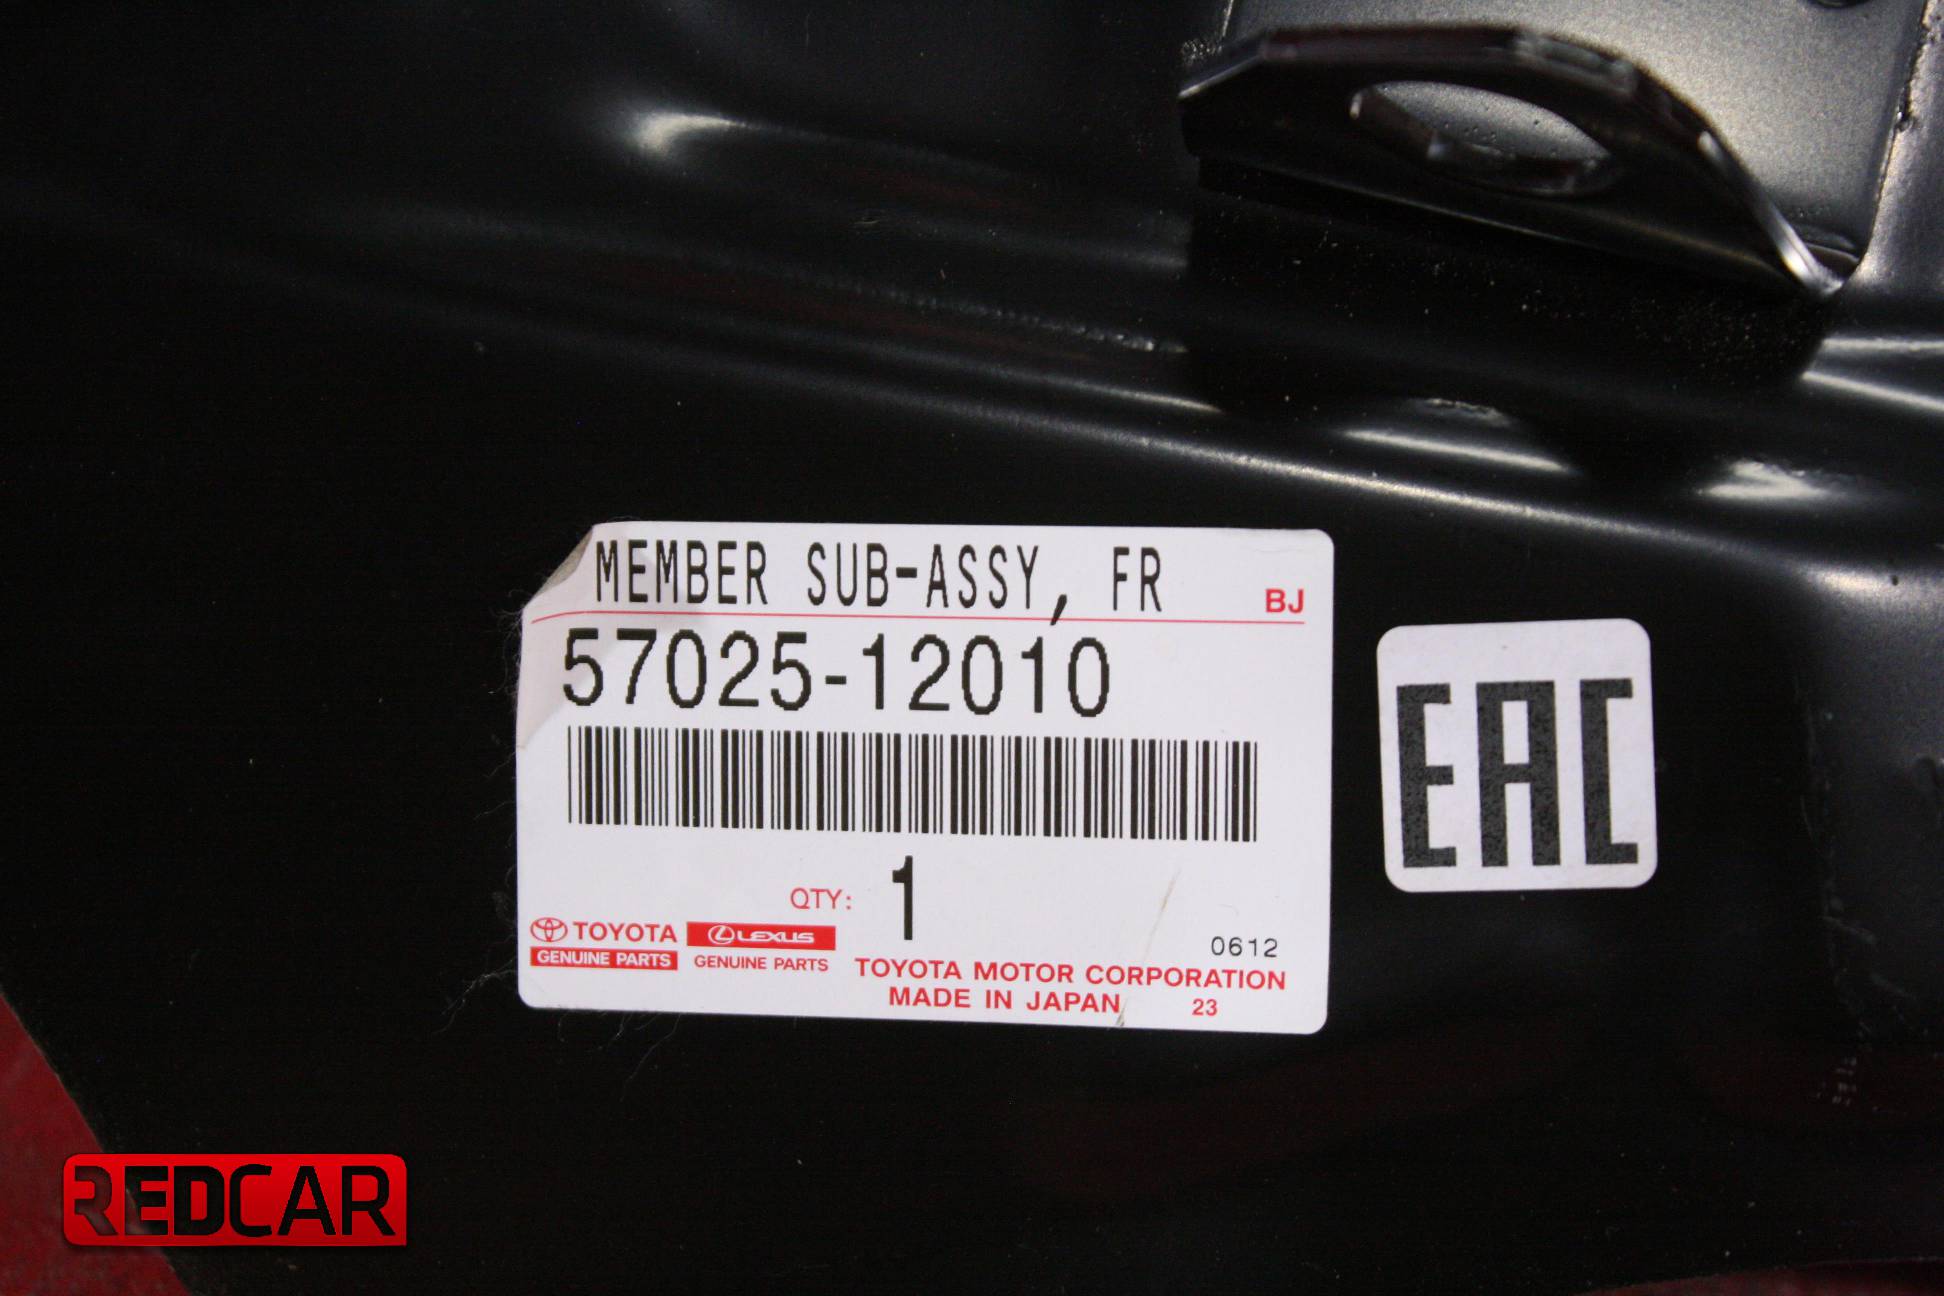 MEMBER SUB-ASSY, FR
BJ
57025-12010
EAC
QTY: 1
TOYOTA
GENUINE PARTS
LEXUS
GENUINE PARTS
0612
TOYOTA MOTOR CORPORATION
MADE IN JAPAN 23
REDCAR